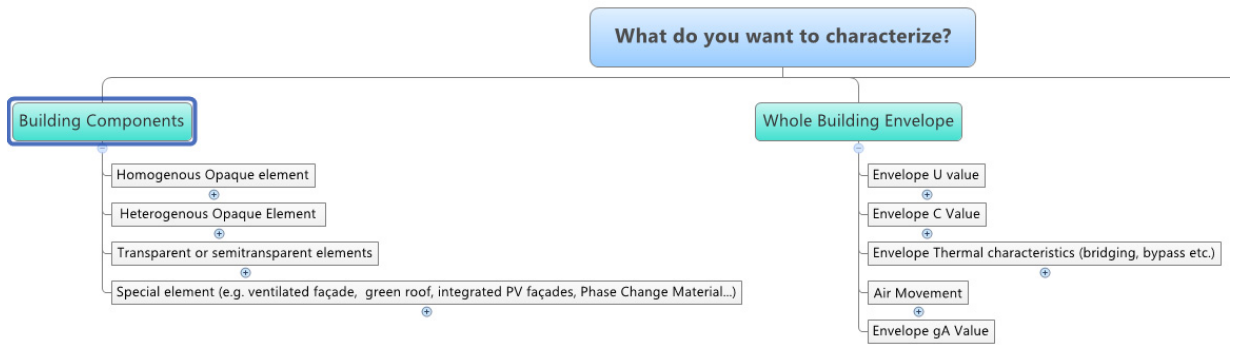 What do you want to characterize?
Building Components
Whole Building Envelope
Homogenous Opaque element
Heterogenous Opaque Element
Transparent or semitransparent elements
Special element (e.g. ventilated façade, green roof, integrated PV façades, Phase Change Material...)
Envelope U value
Envelope C Value
Envelope Thermal characteristics (bridging, bypass etc.)
Air Movement
Envelope gA Value